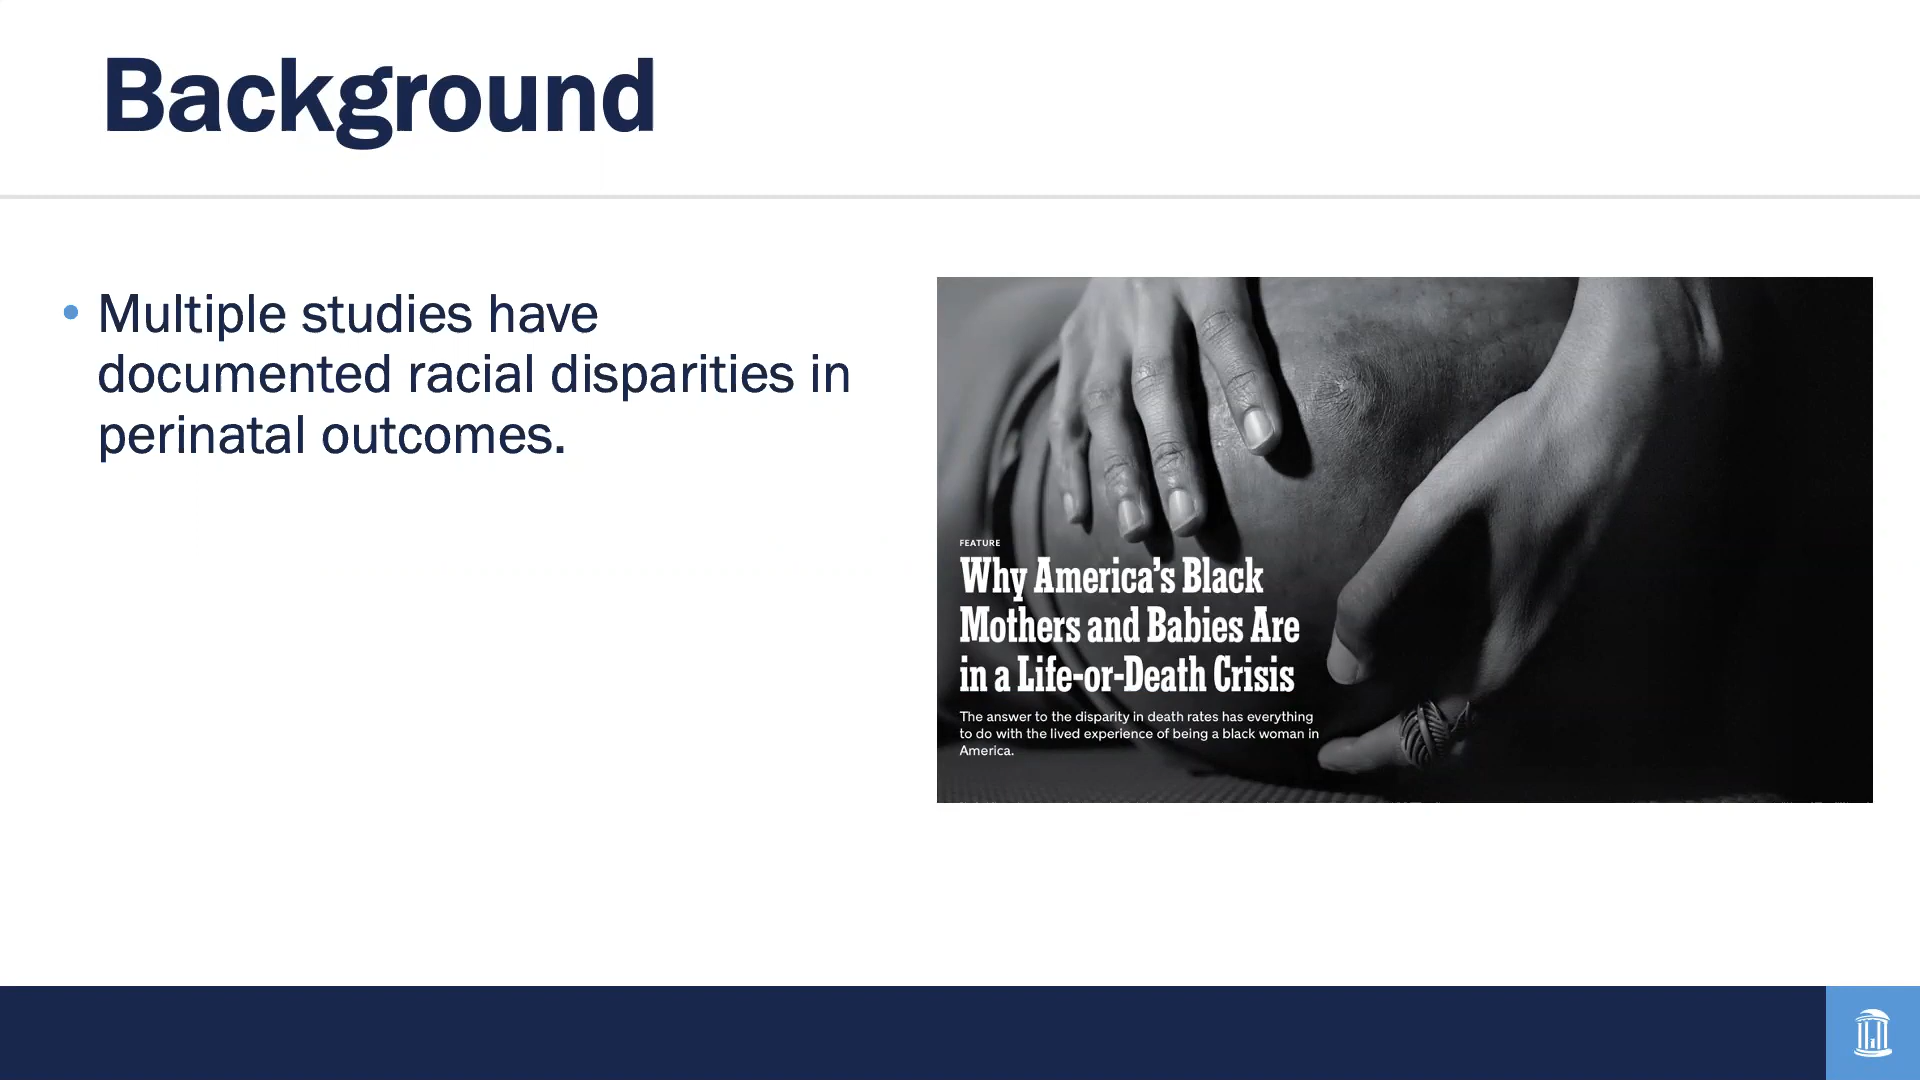 Background
• Multiple studies have
documented racial disparities in
perinatal outcomes.
FEATURE
Why America’s Black
Mothers and Babies Are
in a Life-or-Death Crisis
The answer to the disparity in death rates has everything
to do with the lived experience of being a black woman in
America.